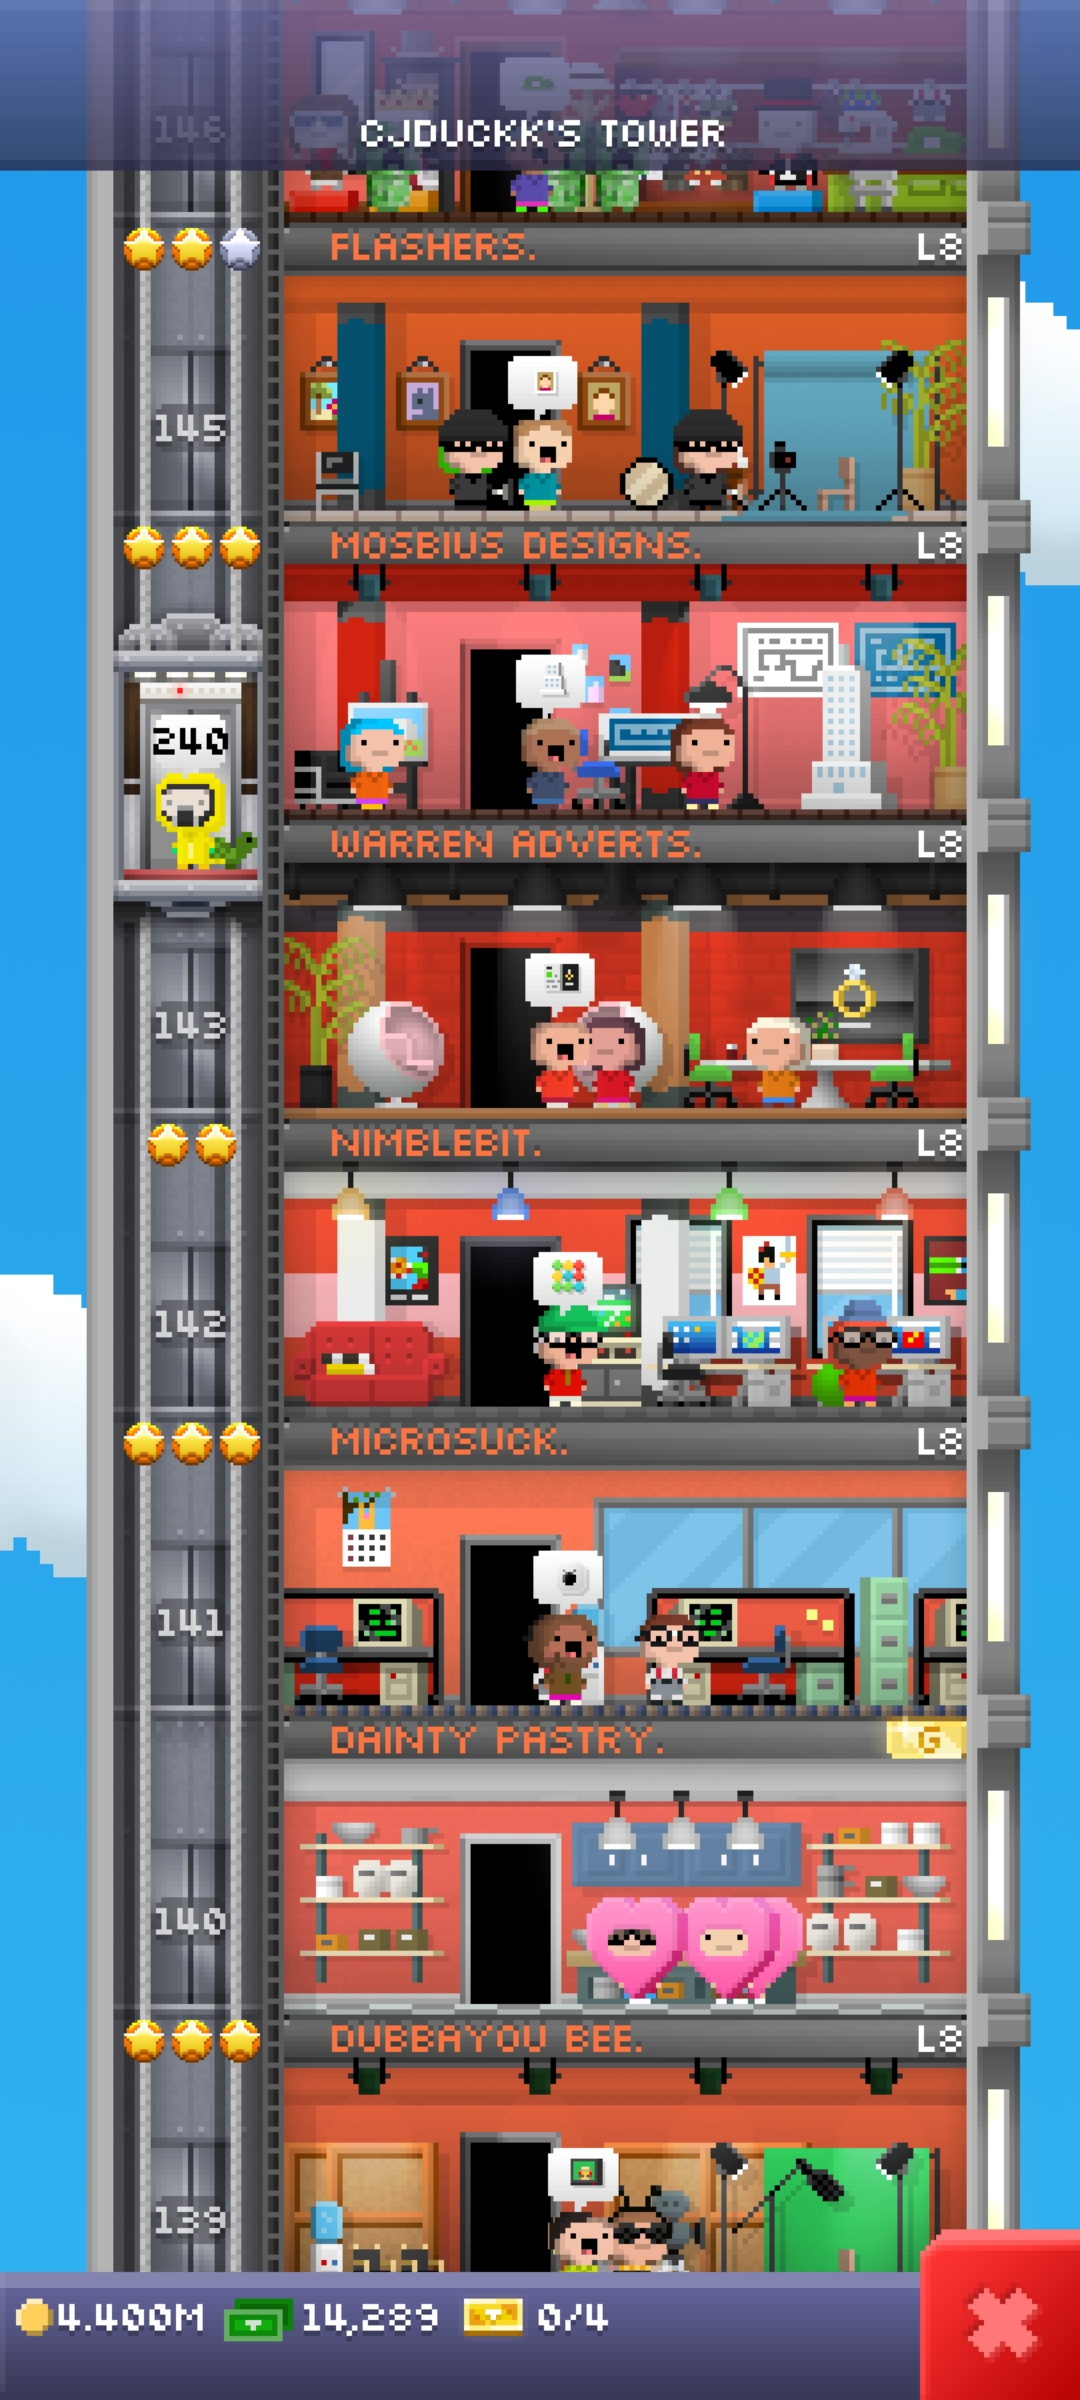 146
CJDUCKK'S TOWER
FLASHERS. L8
145
MOSBIUS DESIGNS. L8
240
WARREN ADVERTS. L8
143
NIMBLEBIT. L8
142
MICROSUCK. L8
141
DAINTY PASTRY. G
140
DUBBAYOU BEE. L8
139
4.400M 14,289 0/4